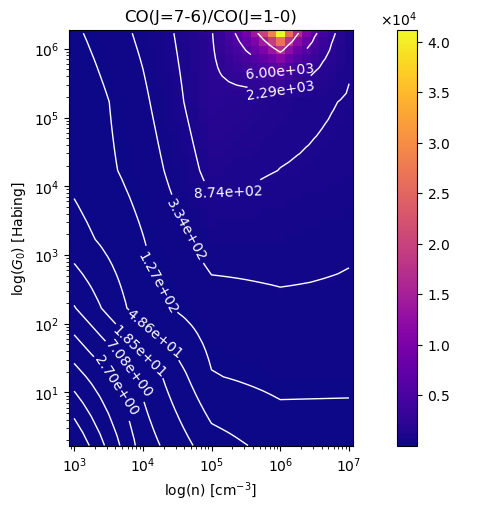 CO(J=7-6)/CO(J=1-0)
×10⁴
log(G₀) [Habing]
10⁶
10⁵
10⁴
10³
10²
10¹
6.00e+03
2.29e+03
8.74e+02
3.34e+02
1.27e+02
4.86e+01
1.85e+01
7.08e+00
2.70e+00
4.0
3.5
3.0
2.5
2.0
1.5
1.0
0.5
10³ 10⁴ 10⁵ 10⁶ 10⁷
log(n) [cm⁻³]